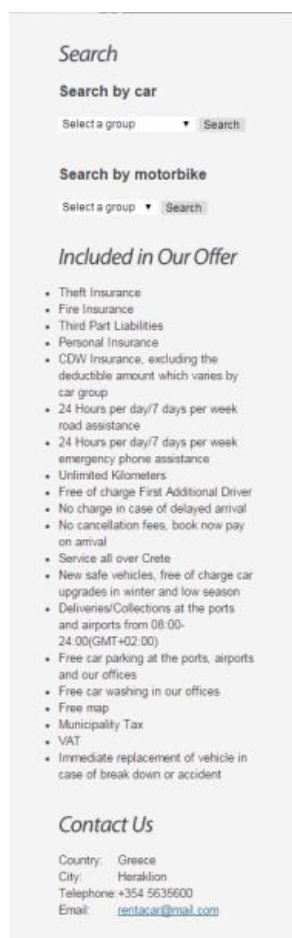 Search
Search by car
Select a group ▼ Search
Search by motorbike
Select a group ▼ Search
Included in Our Offer
• Theft Insurance
• Fire Insurance
• Third Part Liabilities
• Personal Insurance
• CDW Insurance, excluding the
deductible amount which varies by
car group
• 24 Hours per day/7 days per week
road assistance
• 24 Hours per day/7 days per week
emergency phone assistance
• Unlimited Kilometers
• Free of charge First Additional Driver
• No charge in case of delayed arrival
• No cancellation fees, book now pay
on arrival
• Service all over Crete
• New safe vehicles, free of charge car
upgrades in winter and low season
• Deliveries/Collections at the ports
and airports from 08:00-
24:00(GMT+02:00)
• Free car parking at the ports, airports
and our offices
• Free car washing in our offices
• Free map
• Municipality Tax
• VAT
• Immediate replacement of vehicle in
case of break down or accident
Contact Us
Country: Greece
City: Heraklion
Telephone:+354 5635600
Email: rentacar@mail.com